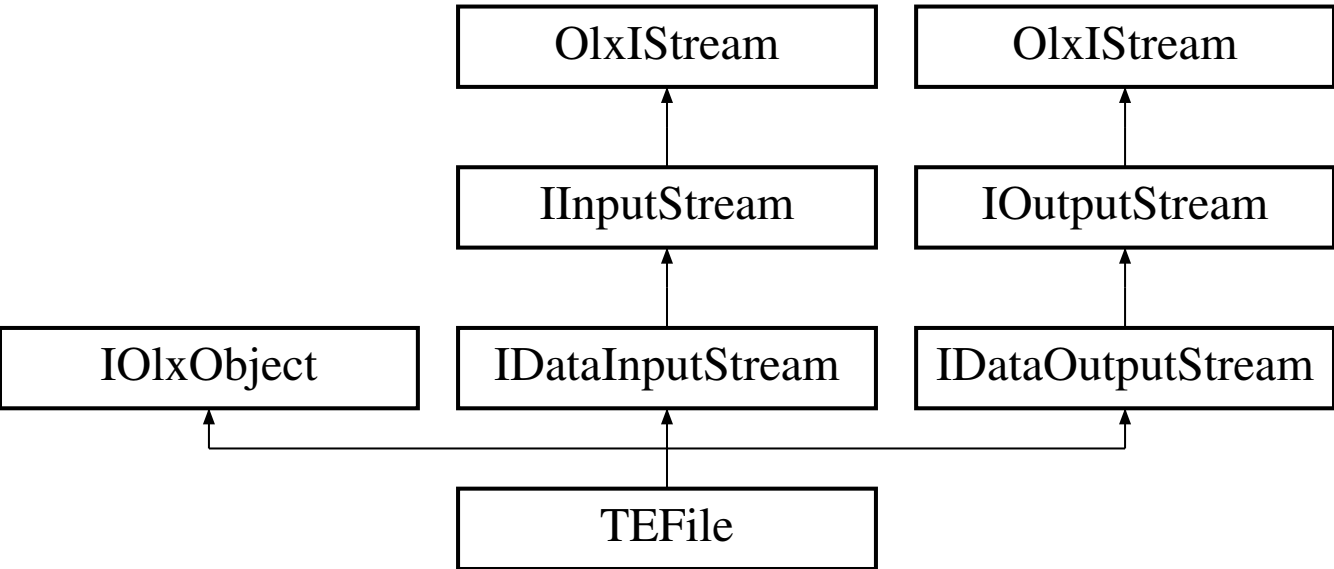 OlxIStream OlxIStream
IInputStream IOutputStream
IOlxObject IDataInputStream IDataOutputStream
TEFile